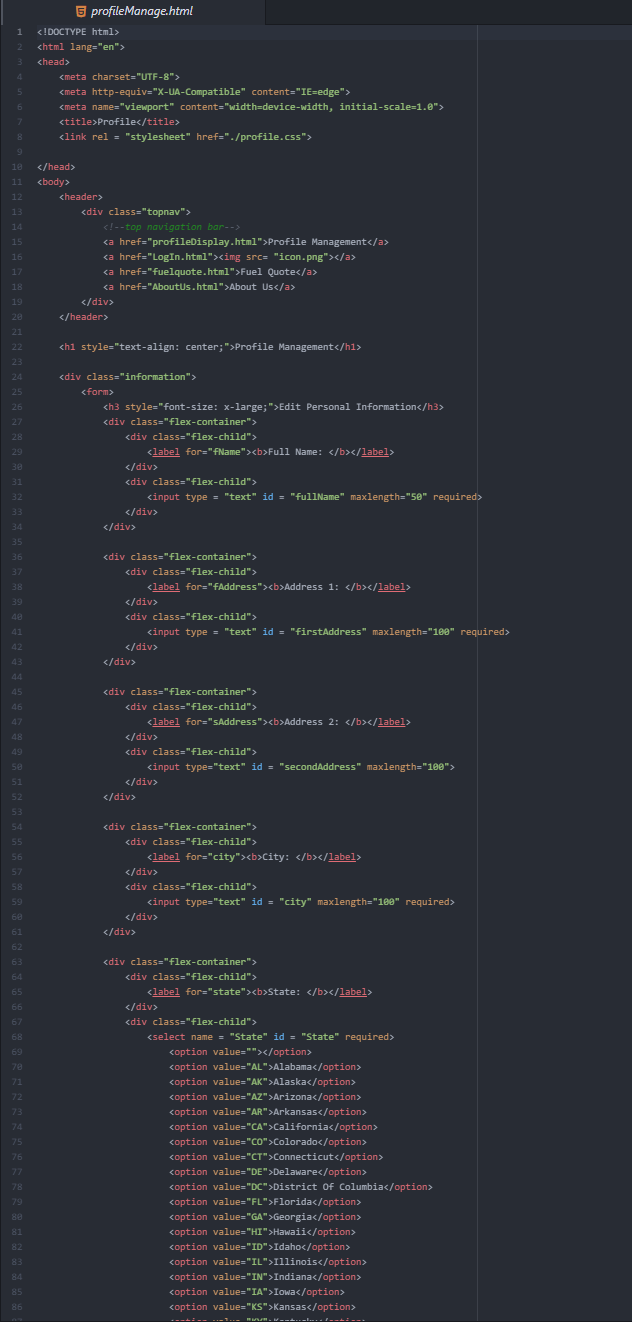 profileManage.html
1 <!DOCTYPE html>
2 <html lang="en">
3 <head>
4 <meta charset="UTF-8">
5 <meta http-equiv="X-UA-Compatible" content="IE=edge">
6 <meta name="viewport" content="width=device-width, initial-scale=1.0">
7 <title>Profile</title>
8 <link rel = "stylesheet" href="./profile.css">
9
10 </head>
11 <body>
12 <header>
13 <div class="topnav">
14 <!--top navigation bar-->
15 <a href="profileDisplay.html">Profile Management</a>
16 <a href="LogIn.html"><img src= "icon.png"></a>
17 <a href="fuelquote.html">Fuel Quote</a>
18 <a href="AboutUs.html">About Us</a>
19 </div>
20 </header>
21
22 <h1 style="text-align: center;">Profile Management</h1>
23
24 <div class="information">
25 <form>
26 <h3 style="font-size: x-large;">Edit Personal Information</h3>
27 <div class="flex-container">
28 <div class="flex-child">
29 <label for="fName"><b>Full Name: </b></label>
30 </div>
31 <div class="flex-child">
32 <input type = "text" id = "fullName" maxlength="50" required>
33 </div>
34 </div>
35
36 <div class="flex-container">
37 <div class="flex-child">
38 <label for="fAddress"><b>Address 1: </b></label>
39 </div>
40 <div class="flex-child">
41 <input type = "text" id = "firstAddress" maxlength="100" required>
42 </div>
43 </div>
44
45 <div class="flex-container">
46 <div class="flex-child">
47 <label for="sAddress"><b>Address 2: </b></label>
48 </div>
49 <div class="flex-child">
50 <input type="text" id = "secondAddress" maxlength="100">
51 </div>
52 </div>
53
54 <div class="flex-container">
55 <div class="flex-child">
56 <label for="city"><b>City: </b></label>
57 </div>
58 <div class="flex-child">
59 <input type="text" id = "city" maxlength="100" required>
60 </div>
61 </div>
62
63 <div class="flex-container">
64 <div class="flex-child">
65 <label for="state"><b>State: </b></label>
66 </div>
67 <div class="flex-child">
68 <select name = "State" id = "State" required>
69 <option value=""></option>
70 <option value="AL">Alabama</option>
71 <option value="AK">Alaska</option>
72 <option value="AZ">Arizona</option>
73 <option value="AR">Arkansas</option>
74 <option value="CA">California</option>
75 <option value="CO">Colorado</option>
76 <option value="CT">Connecticut</option>
77 <option value="DE">Delaware</option>
78 <option value="DC">District Of Columbia</option>
79 <option value="FL">Florida</option>
80 <option value="GA">Georgia</option>
81 <option value="HI">Hawaii</option>
82 <option value="ID">Idaho</option>
83 <option value="IL">Illinois</option>
84 <option value="IN">Indiana</option>
85 <option value="IA">Iowa</option>
86 <option value="KS">Kansas</option>